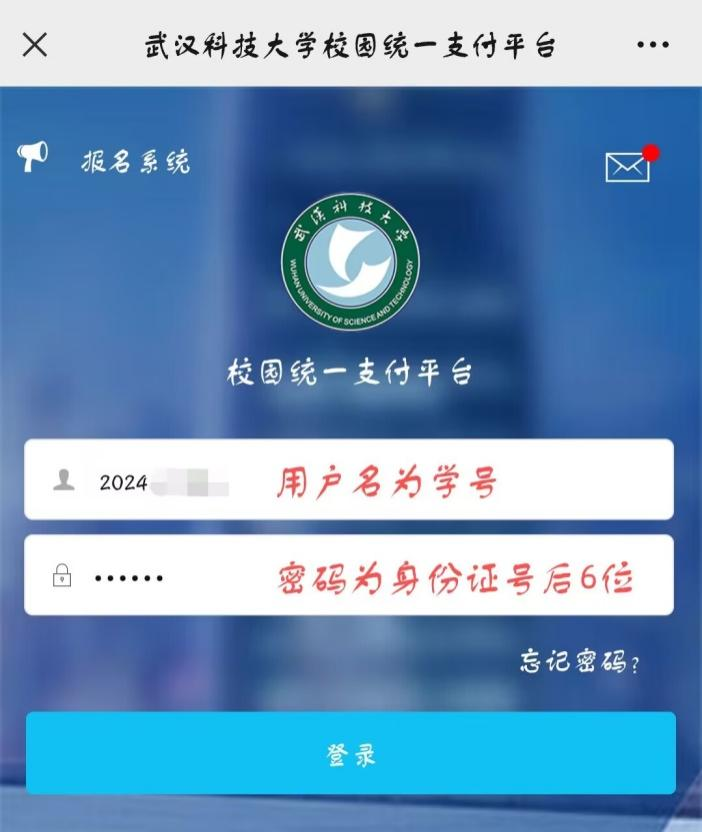 武汉科技大学校园统一支付平台
报名系统
武漢科技大学
WUHAN UNIVERSITY OF SCIENCE AND TECHNOLOGY
校园统一支付平台
2024 用户名为学号
•••••• 密码为身份证号后6位
忘记密码?
登录